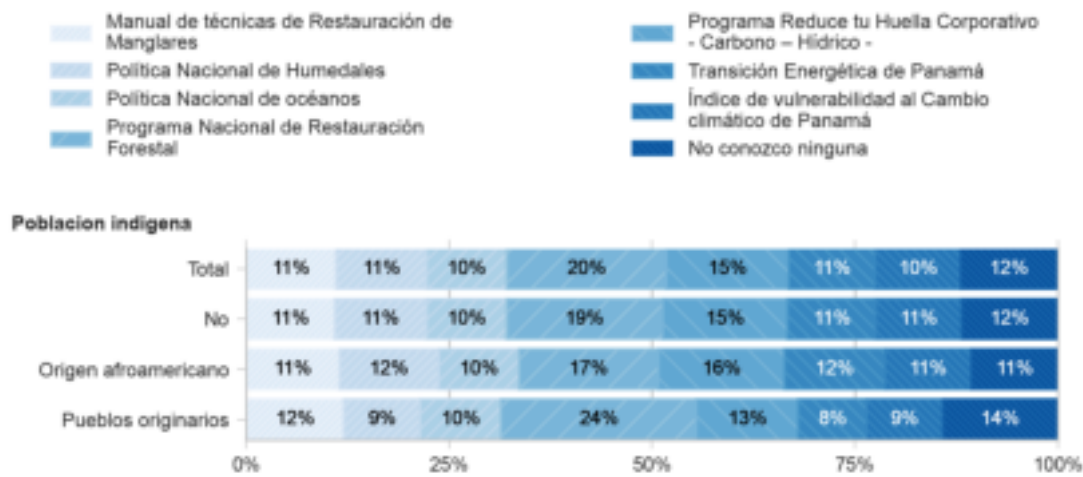 Manual de técnicas de Restauración de
Manglares
Política Nacional de Humedales
Política Nacional de océanos
Programa Nacional de Restauración
Forestal
Programa Reduce tu Huella Corporativo
- Carbono – Hídrico -
Transición Energética de Panamá
Índice de vulnerabilidad al Cambio
climático de Panamá
No conozco ninguna
Poblacion indigena
Total 11% 11% 10% 20% 15% 11% 10% 12%
No 11% 11% 10% 19% 15% 11% 11% 12%
Origen afroamericano 11% 12% 10% 17% 16% 12% 11% 11%
Pueblos originarios 12% 9% 10% 24% 13% 8% 9% 14%
0% 25% 50% 75% 100%